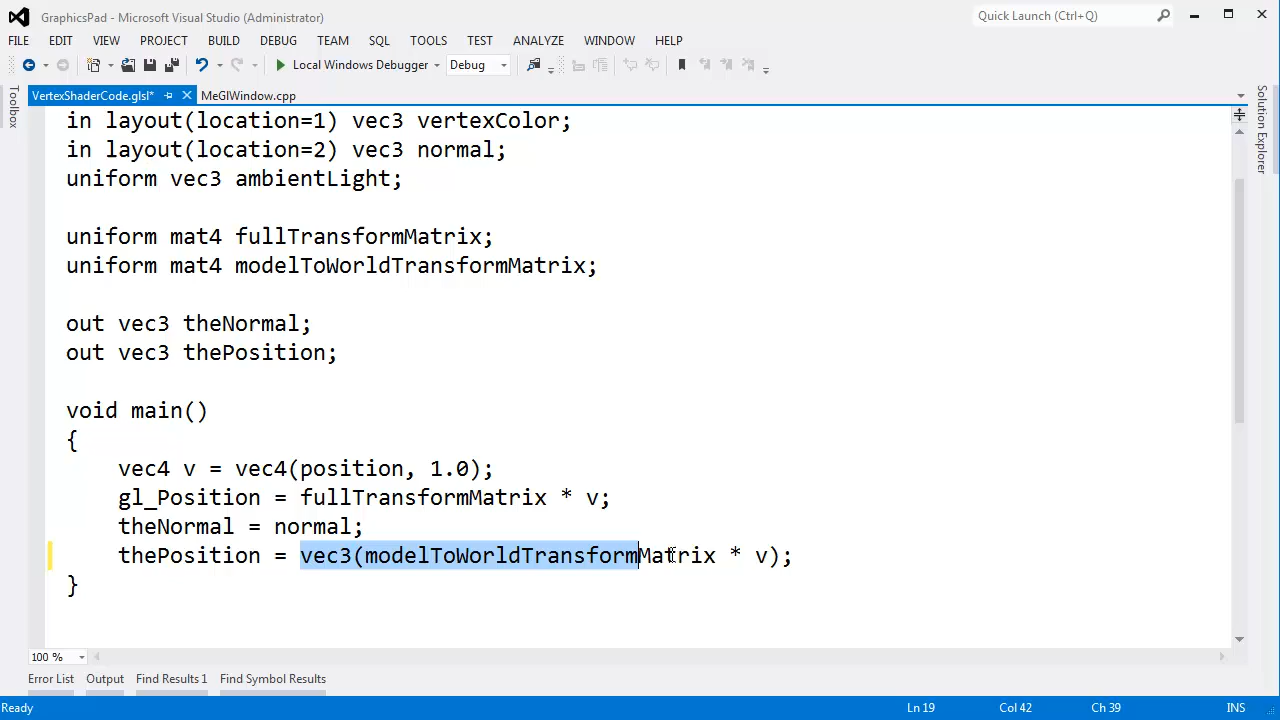 GraphicsPad - Microsoft Visual Studio (Administrator)
Quick Launch (Ctrl+Q)
FILE EDIT VIEW PROJECT BUILD DEBUG TEAM SQL TOOLS TEST ANALYZE WINDOW HELP
Local Windows Debugger Debug
Toolbox
VertexShaderCode.glsl* MeGlWindow.cpp
Solution Explorer
in layout(location=1) vec3 vertexColor;
in layout(location=2) vec3 normal;
uniform vec3 ambientLight;
uniform mat4 fullTransformMatrix;
uniform mat4 modelToWorldTransformMatrix;
out vec3 theNormal;
out vec3 thePosition;
void main()
{
vec4 v = vec4(position, 1.0);
gl_Position = fullTransformMatrix * v;
theNormal = normal;
thePosition = vec3(modelToWorldTransformMatrix * v);
}
100 %
Error List Output Find Results 1 Find Symbol Results
Ready Ln 19 Col 42 Ch 39 INS